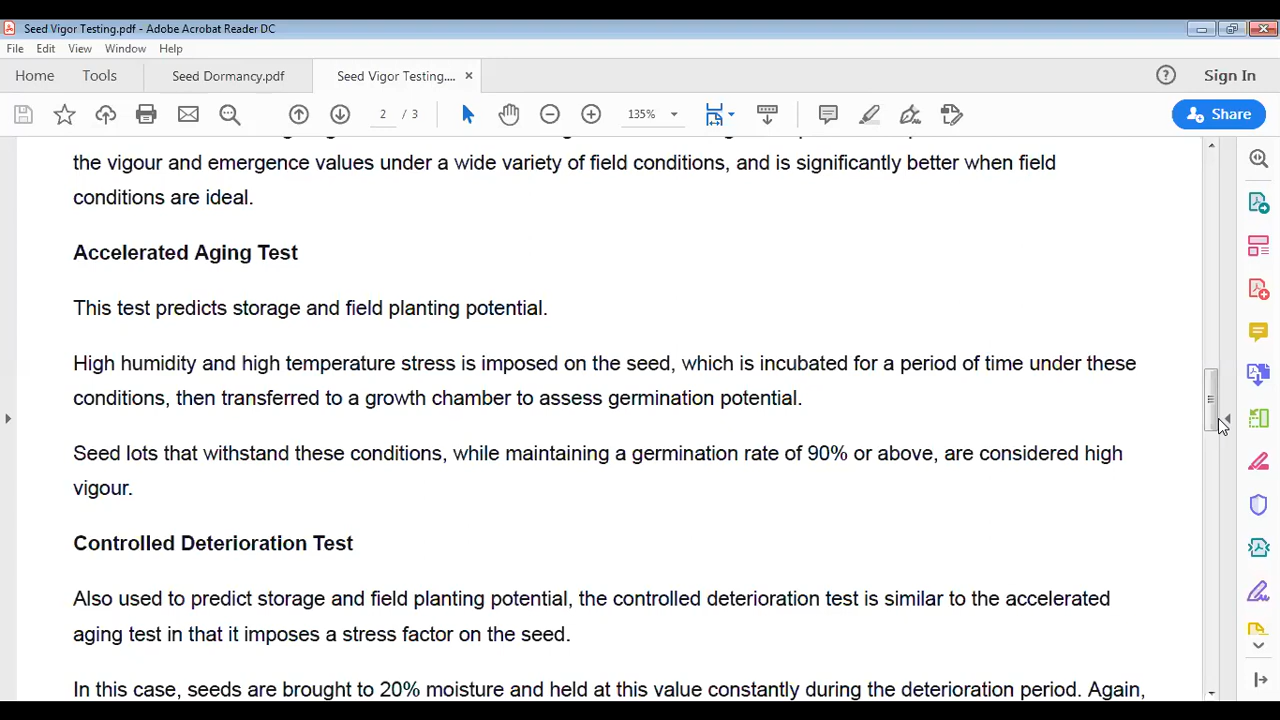 Seed Vigor Testing.pdf - Adobe Acrobat Reader DC
File Edit View Window Help
Home Tools Seed Dormancy.pdf Seed Vigor Testing.... × Sign In
2 / 3 135% Share
the vigour and emergence values under a wide variety of field conditions, and is significantly better when field
conditions are ideal.
Accelerated Aging Test
This test predicts storage and field planting potential.
High humidity and high temperature stress is imposed on the seed, which is incubated for a period of time under these
conditions, then transferred to a growth chamber to assess germination potential.
Seed lots that withstand these conditions, while maintaining a germination rate of 90% or above, are considered high
vigour.
Controlled Deterioration Test
Also used to predict storage and field planting potential, the controlled deterioration test is similar to the accelerated
aging test in that it imposes a stress factor on the seed.
In this case, seeds are brought to 20% moisture and held at this value constantly during the deterioration period. Again,